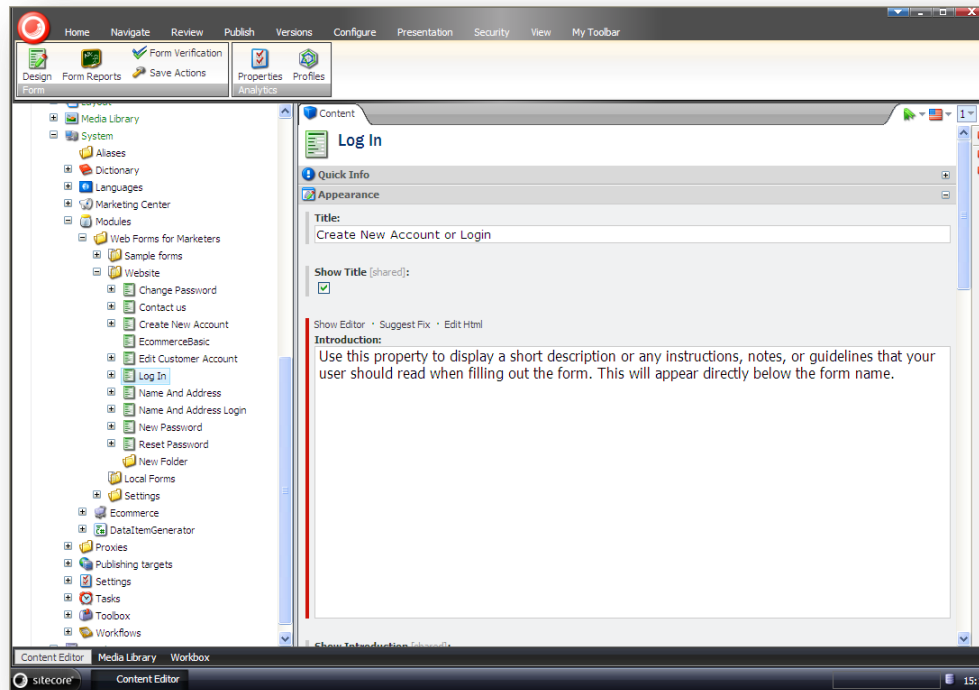 Home Navigate Review Publish Versions Configure Presentation Security View My Toolbar
Design Form Reports Form Verification Save Actions Properties Profiles
Form Analytics
Layout
Media Library
System
Aliases
Dictionary
Languages
Marketing Center
Modules
Web Forms for Marketers
Sample forms
Website
Change Password
Contact us
Create New Account
EcommerceBasic
Edit Customer Account
Log In
Name And Address
Name And Address Login
New Password
Reset Password
New Folder
Local Forms
Settings
Ecommerce
DataItemGenerator
Proxies
Publishing targets
Settings
Tasks
Toolbox
Workflows
Content
1
Log In
Quick Info
Appearance
Title:
Create New Account or Login
Show Title [shared]:
Show Editor · Suggest Fix · Edit Html
Introduction:
Use this property to display a short description or any instructions, notes, or guidelines that your
user should read when filling out the form. This will appear directly below the form name.
Show Introduction [shared]:
Content Editor Media Library Workbox
sitecore Content Editor 15: